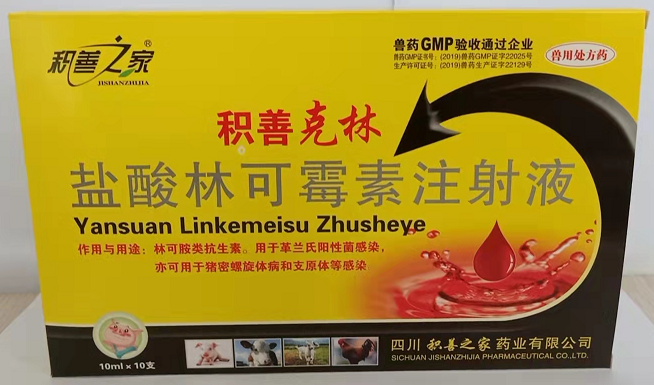 积善之家®
JISHANZHIJIA
兽药GMP验收通过企业
兽药GMP证书号:(2019)兽药GMP证字22025号
生产许可证号:(2019)兽药生产证字22129号
兽用处方药
积善克林
盐酸林可霉素注射液
Yansuan Linkemeisu Zhusheye
作用与用途:林可胺类抗生素。用于革兰氏阳性菌感染,
亦可用于猪密螺旋体病和支原体等感染
10ml×10支
四川积善之家药业有限公司
SICHUAN JISHANZHIJIA PHARMACEUTICAL CO.,LTD.